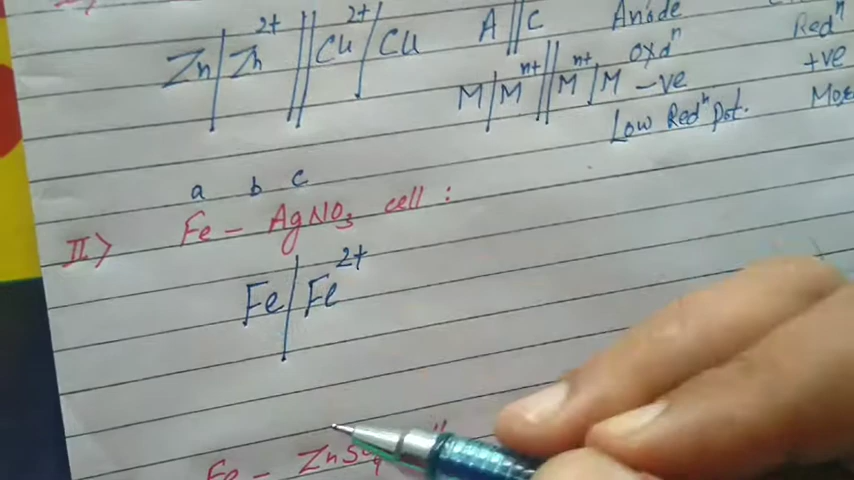 Zn | Zn²⁺ || Cu²⁺ | Cu A || C Anode
M | Mⁿ⁺ || Mⁿ⁺ | M Oxdⁿ Redⁿ
-ve +ve
Low Redⁿ Pot.
a b c
II> Fe - AgNO₃ cell :
Fe | Fe²⁺
Fe - ZnSO₄ "